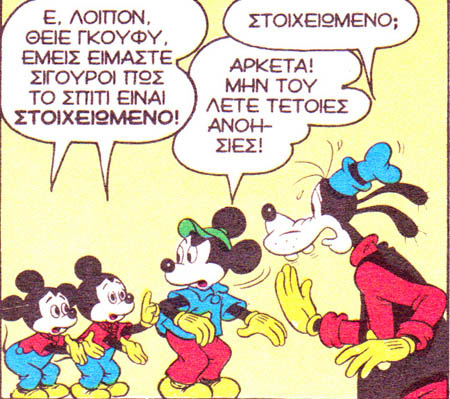 Ε, ΛΟΙΠΟΝ,
ΘΕΙΕ ΓΚΟΥΦΥ,
ΕΜΕΙΣ ΕΙΜΑΣΤΕ
ΣΙΓΟΥΡΟΙ ΠΩΣ
ΤΟ ΣΠΙΤΙ ΕΙΝΑΙ
ΣΤΟΙΧΕΙΩΜΕΝΟ!
ΑΡΚΕΤΑ!
ΜΗΝ ΤΟΥ
ΛΕΤΕ ΤΕΤΟΙΕΣ
ΑΝΟΗ-
ΣΙΕΣ!
ΣΤΟΙΧΕΙΩΜΕΝΟ;